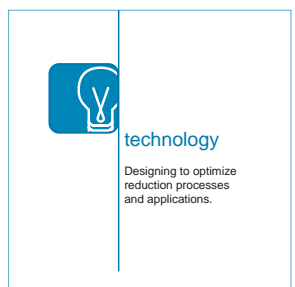 technology
Designing to optimize
reduction processes
and applications.